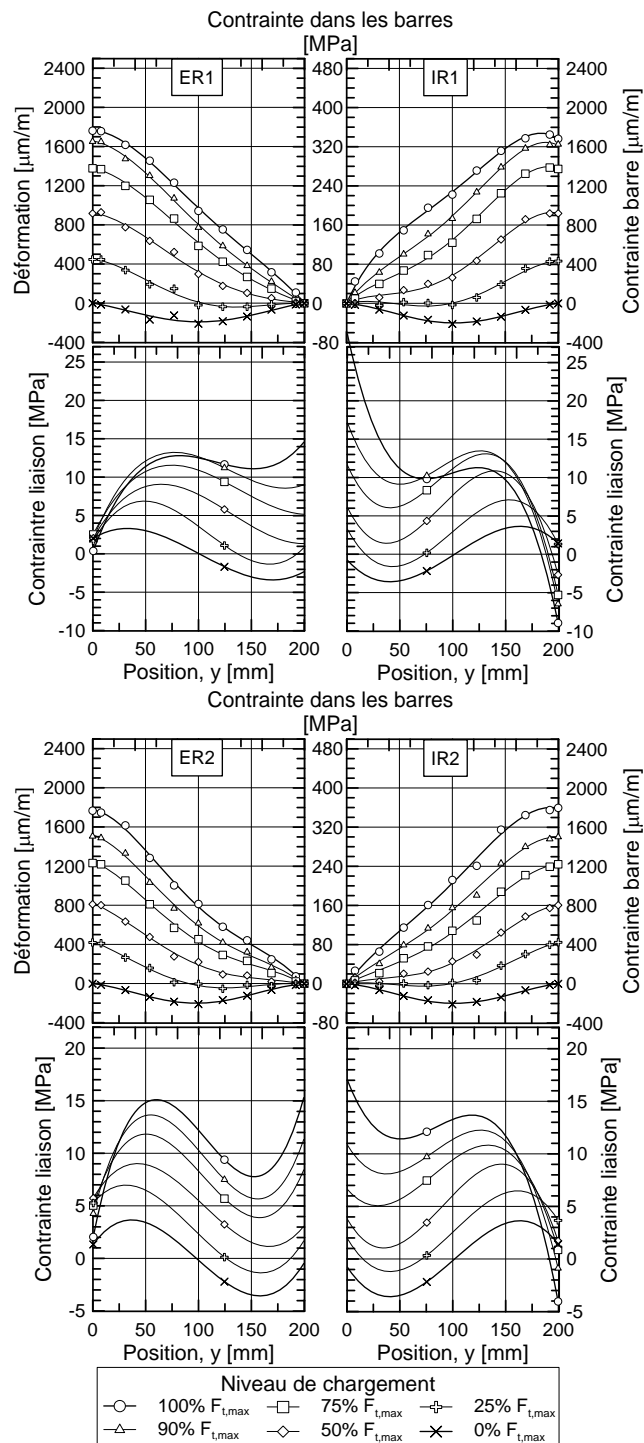 Contrainte dans les barres
[MPa]
ER1
IR1
2400
2000
1600
1200
800
400
0
-400
480
400
320
240
160
80
0
-80
2400
2000
1600
1200
800
400
0
-400
Déformation [μm/m]
Contrainte barre [μm/m]
25
20
15
10
5
0
-5
-10
25
20
15
10
5
0
-5
-10
Contraintre liaison [MPa]
Contrainte liaison [MPa]
0 50 100 150 200
0 50 100 150 200
Position, y [mm]
Position, y [mm]
Contrainte dans les barres
[MPa]
ER2
IR2
2400
2000
1600
1200
800
400
0
-400
480
400
320
240
160
80
0
-80
2400
2000
1600
1200
800
400
0
-400
Déformation [μm/m]
Contrainte barre [μm/m]
20
15
10
5
0
-5
20
15
10
5
0
-5
Contrainte liaison [MPa]
Contrainte liaison [MPa]
0 50 100 150 200
0 50 100 150 200
Position, y [mm]
Position, y [mm]
Niveau de chargement
100% Ft,max 75% Ft,max 25% Ft,max
90% Ft,max 50% Ft,max 0% Ft,max